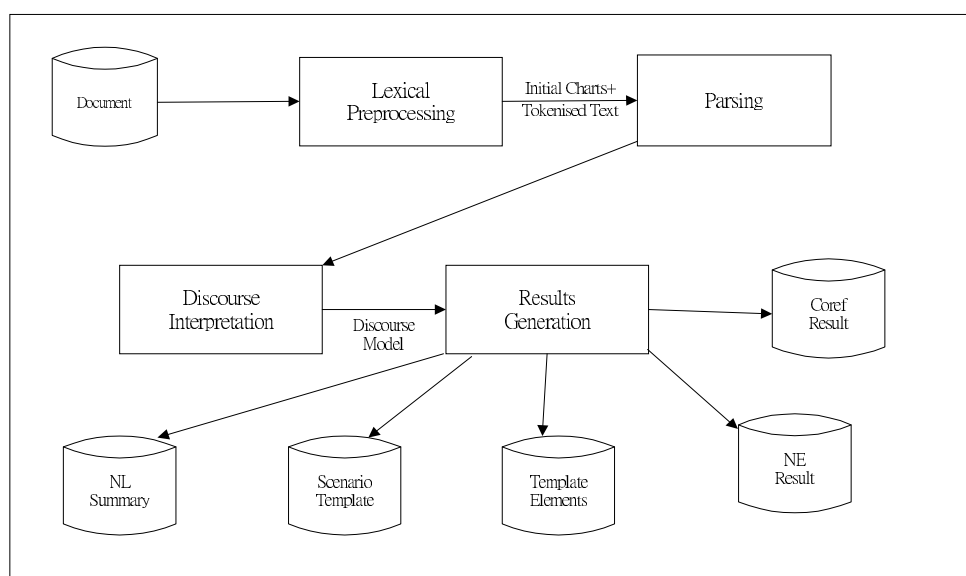 Document
Lexical
Preprocessing
Initial Charts+
Tokenised Text
Parsing
Discourse
Interpretation
Discourse
Model
Results
Generation
Coref
Result
NL
Summary
Scenario
Template
Template
Elements
NE
Result